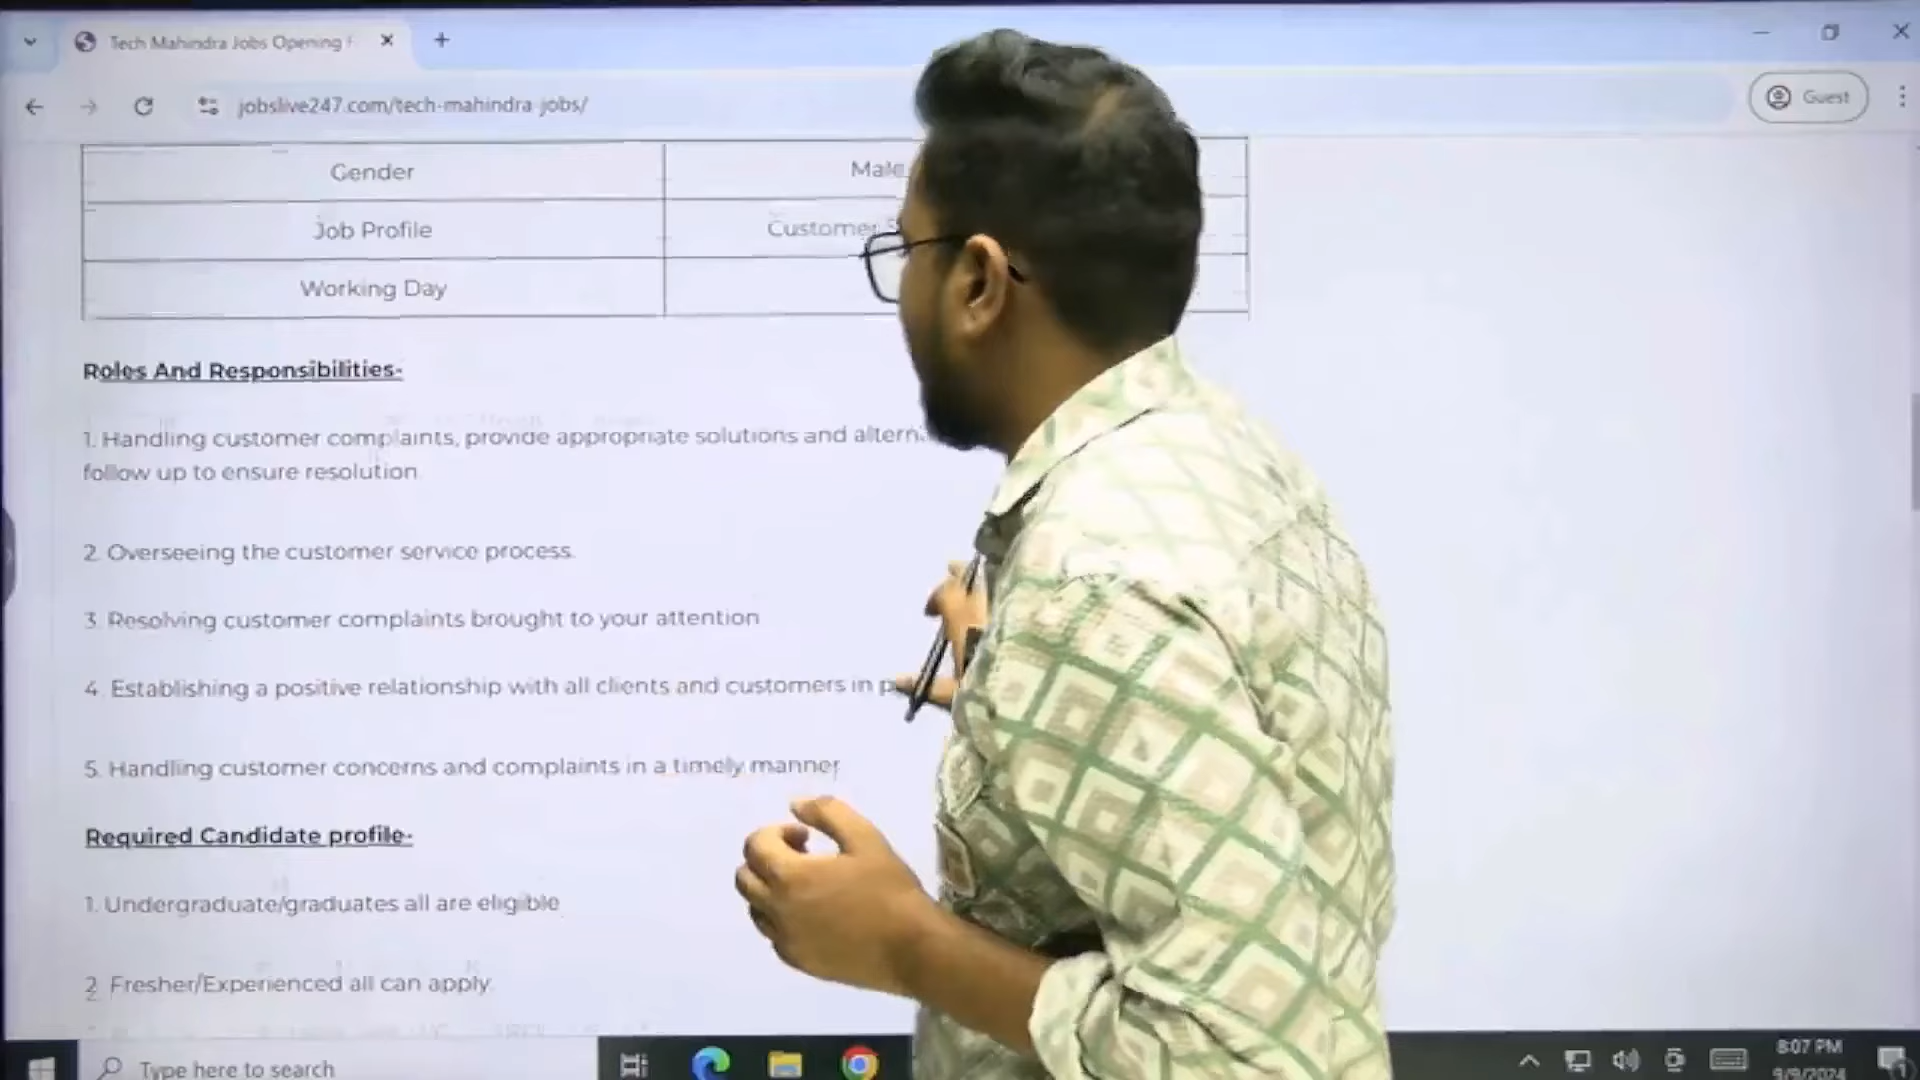 Tech Mahindra Jobs Opening F
jobslive247.com/tech-mahindra-jobs/
Guest
Gender
Male
Job Profile
Customer
Working Day
Roles And Responsibilities-
1. Handling customer complaints, provide appropriate solutions and
follow up to ensure resolution
2. Overseeing the customer service process.
3. Resolving customer complaints brought to your attention
4. Establishing a positive relationship with all clients and customers in
5. Handling customer concerns and complaints in a timely manner
Required Candidate profile-
1. Undergraduate/graduates all are eligible
2. Fresher/Experienced all can apply.
Type here to search
8:07 PM
9/9/2024
1